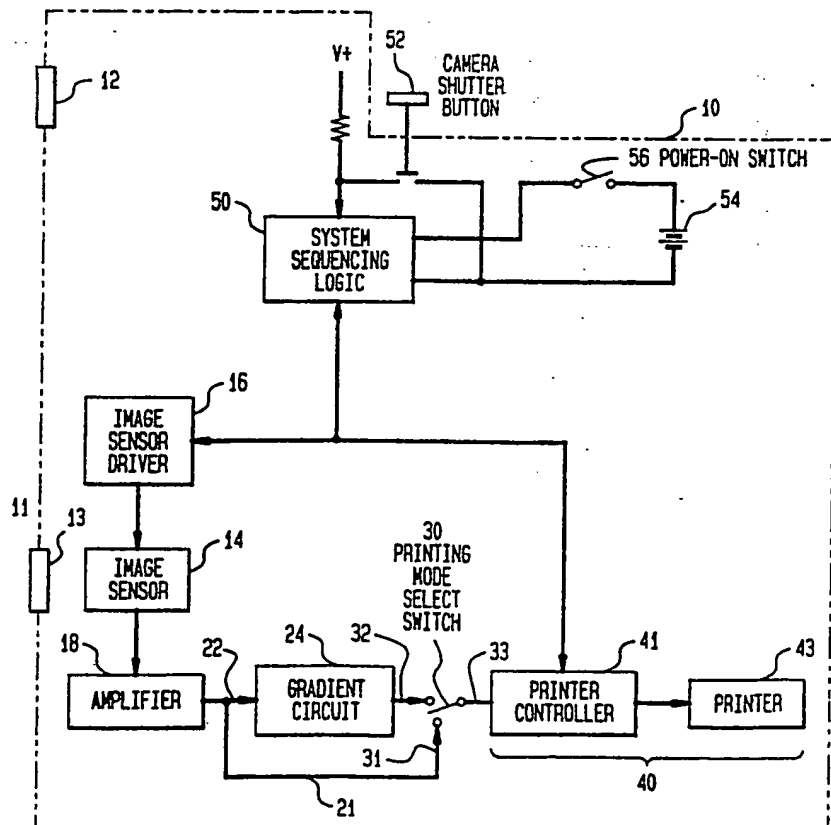 52
V+
CAMERA
SHUTTER
BUTTON
12
10
56 POWER-ON SWITCH
50
54
SYSTEM
SEQUENCING
LOGIC
16
IMAGE
SENSOR
DRIVER
11
13
14
30
PRINTING
MODE
SELECT
SWITCH
IMAGE
SENSOR
18
22
24
32
33
41
43
AMPLIFIER
GRADIENT
CIRCUIT
PRINTER
CONTROLLER
PRINTER
31
21
40